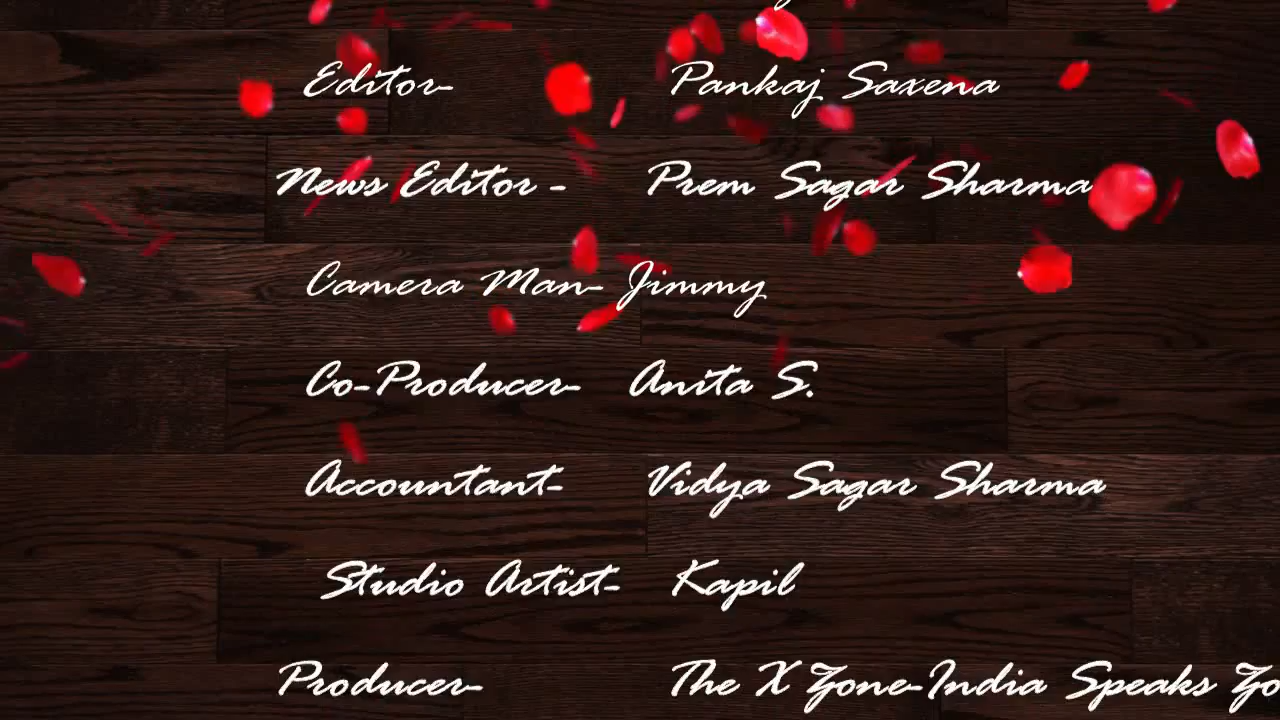 Editor- Pankaj Saxena
News Editor - Prem Sagar Sharma
Camera Man- Jimmy
Co-Producer- Anita S.
Accountant- Vidya Sagar Sharma
Studio Artist- Kapil
Producer- The X Zone-India Speaks Zo